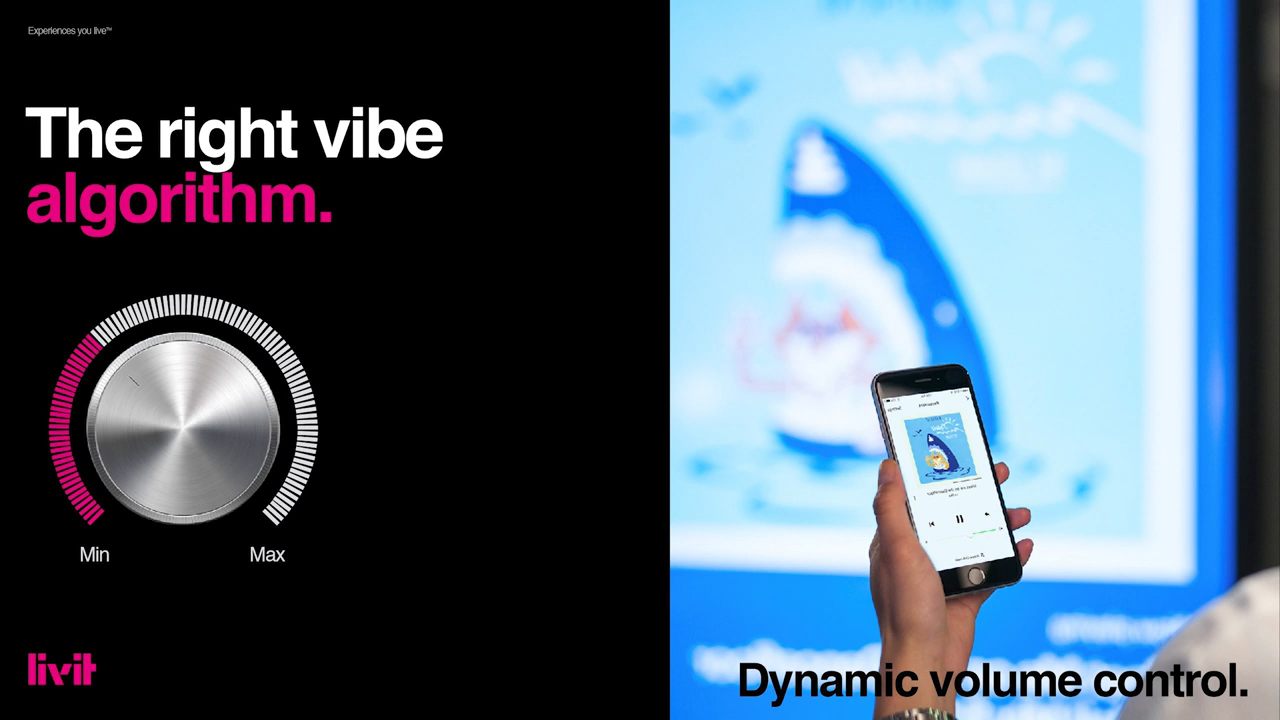 Experiences you live™
The right vibe
algorithm.
Min
Max
livit
Dynamic volume control.